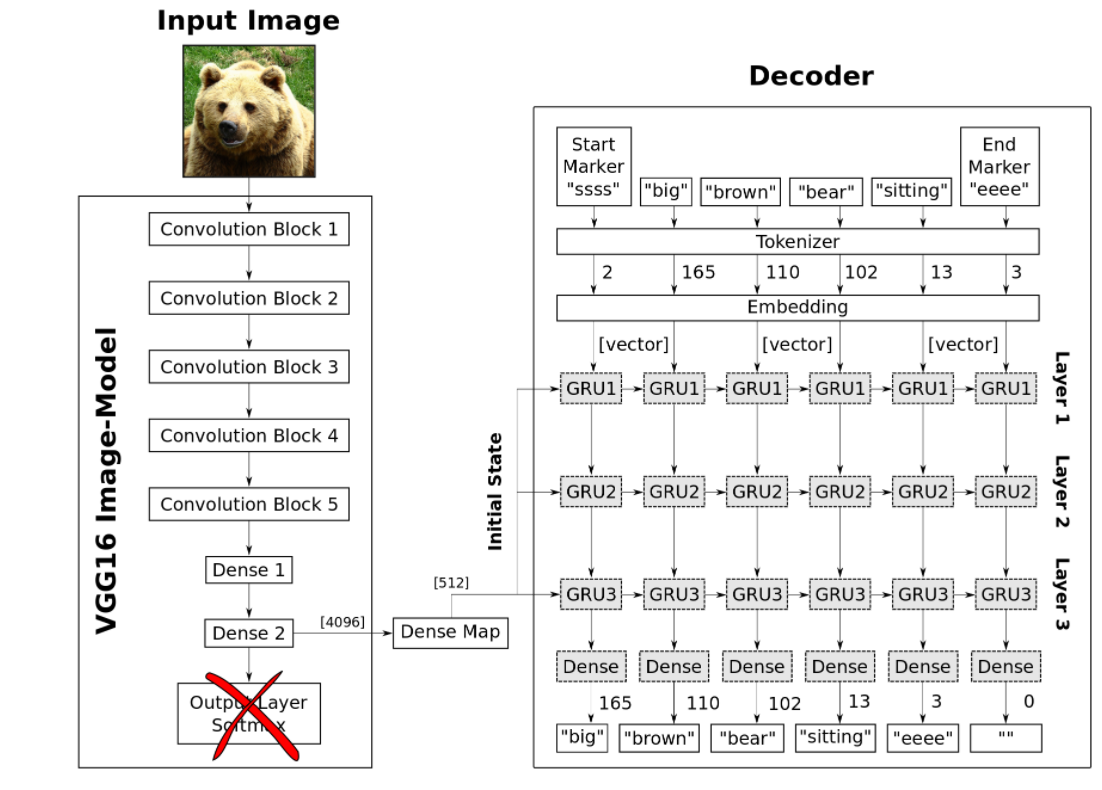 Input Image
Convolution Block 1
Convolution Block 2
Convolution Block 3
Convolution Block 4
Convolution Block 5
Dense 1
Dense 2
Output Layer
Softmax
VGG16 Image-Model
[4096]
Dense Map
[512]
Initial State
Decoder
Start
Marker
"ssss"
"big"
"brown"
"bear"
"sitting"
End
Marker
"eeee"
Tokenizer
2 165 110 102 13 3
Embedding
[vector] [vector] [vector]
GRU1 GRU1 GRU1 GRU1 GRU1 GRU1
Layer 1
GRU2 GRU2 GRU2 GRU2 GRU2 GRU2
Layer 2
GRU3 GRU3 GRU3 GRU3 GRU3 GRU3
Layer 3
Dense Dense Dense Dense Dense Dense
165 110 102 13 3 0
"big" "brown" "bear" "sitting" "eeee" ""